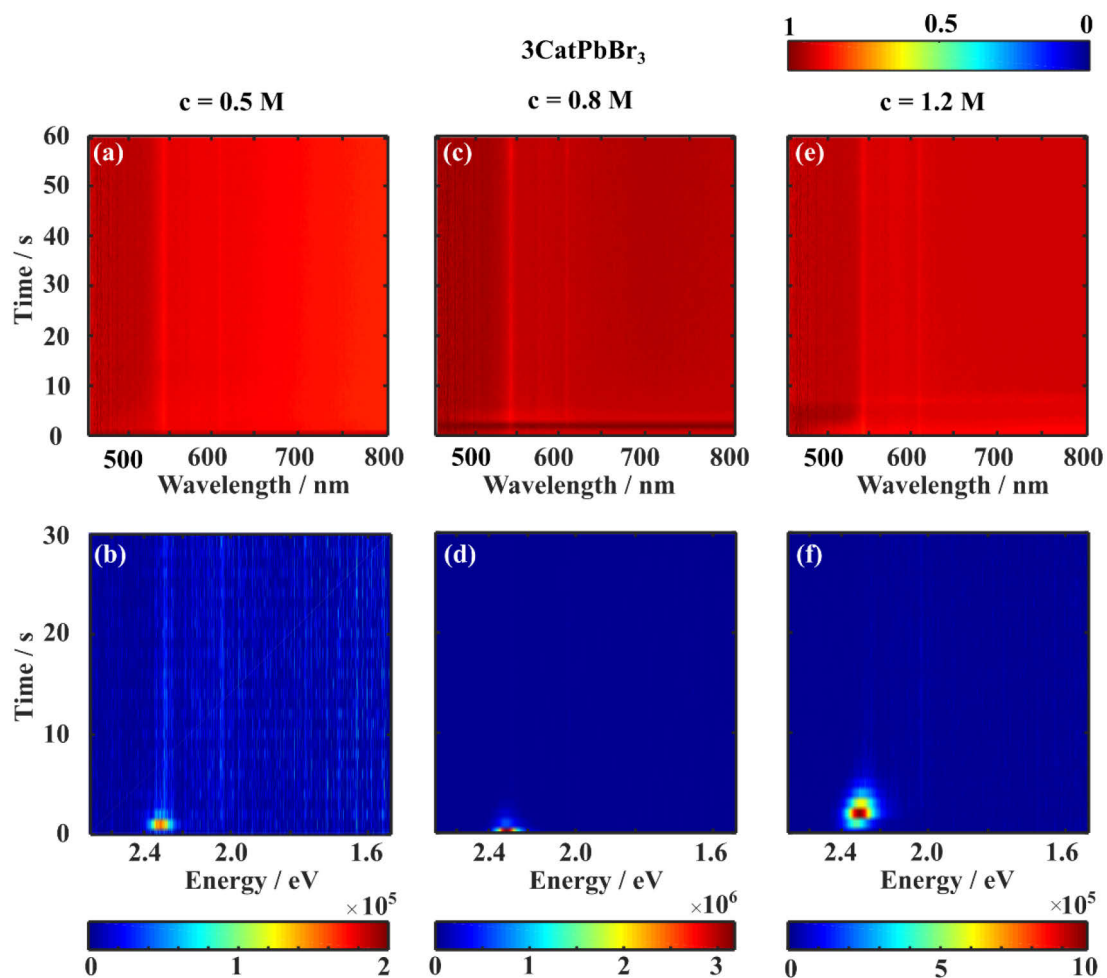 1 0.5 0
3CatPbBr3
c = 0.5 M c = 0.8 M c = 1.2 M
60
50
40
30
20
10
0
Time / s
(a) (c) (e)
500 600 700 800 500 600 700 800 500 600 700 800
Wavelength / nm Wavelength / nm Wavelength / nm
30
20
10
0
Time / s
(b) (d) (f)
2.4 2.0 1.6 2.4 2.0 1.6 2.4 2.0 1.6
Energy / eV Energy / eV Energy / eV
×10^5 ×10^6 ×10^5
0 1 2 0 1 2 3 0 5 10